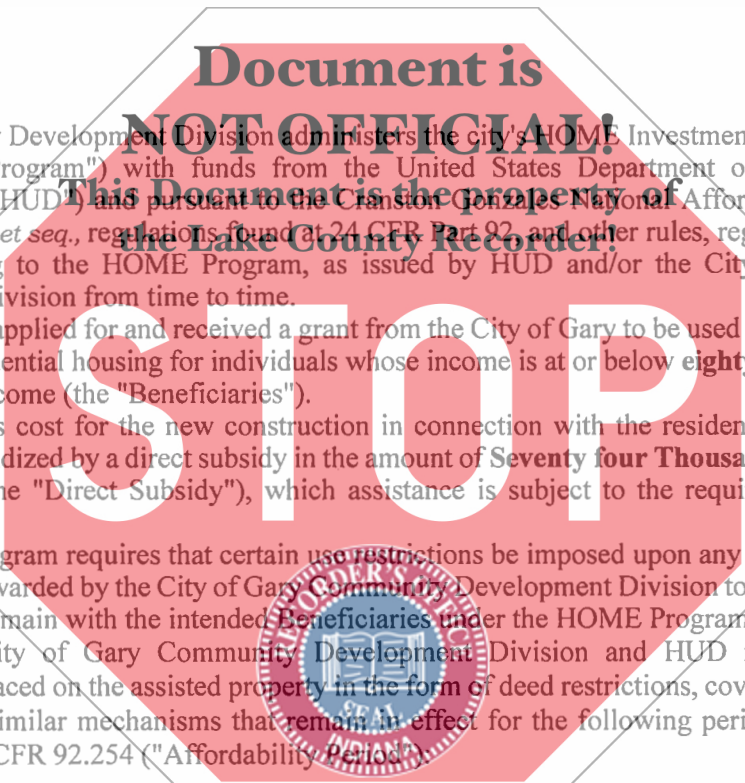 Document is
NOT OFFICIAL!
Development Division administers the city's HOME Investmen
rogram") with funds from the United States Department o
This Document is the property of
HUD") and pursuant to the Cranston Gonzales National Affor
the Lake County Recorder!
et seq., regulations found at 24 CFR Part 92, and other rules, reg
to the HOME Program, as issued by HUD and/or the City
ivision from time to time.
applied for and received a grant from the City of Gary to be used
ential housing for individuals whose income is at or below eighty
come (the "Beneficiaries").
s cost for the new construction in connection with the residen
dized by a direct subsidy in the amount of Seventy four Thousa
ne "Direct Subsidy"), which assistance is subject to the requi
STOP
gram requires that certain use restrictions be imposed upon any
warded by the City of Gary Community Development Division to
main with the intended Beneficiaries under the HOME Program
ity of Gary Community Development Division and HUD
aced on the assisted property in the form of deed restrictions, cov
imilar mechanisms that remain in effect for the following peri
CFR 92.254 ("Affordability Period"):
RECORDER'S OFFICE
SEAL
INDIANA